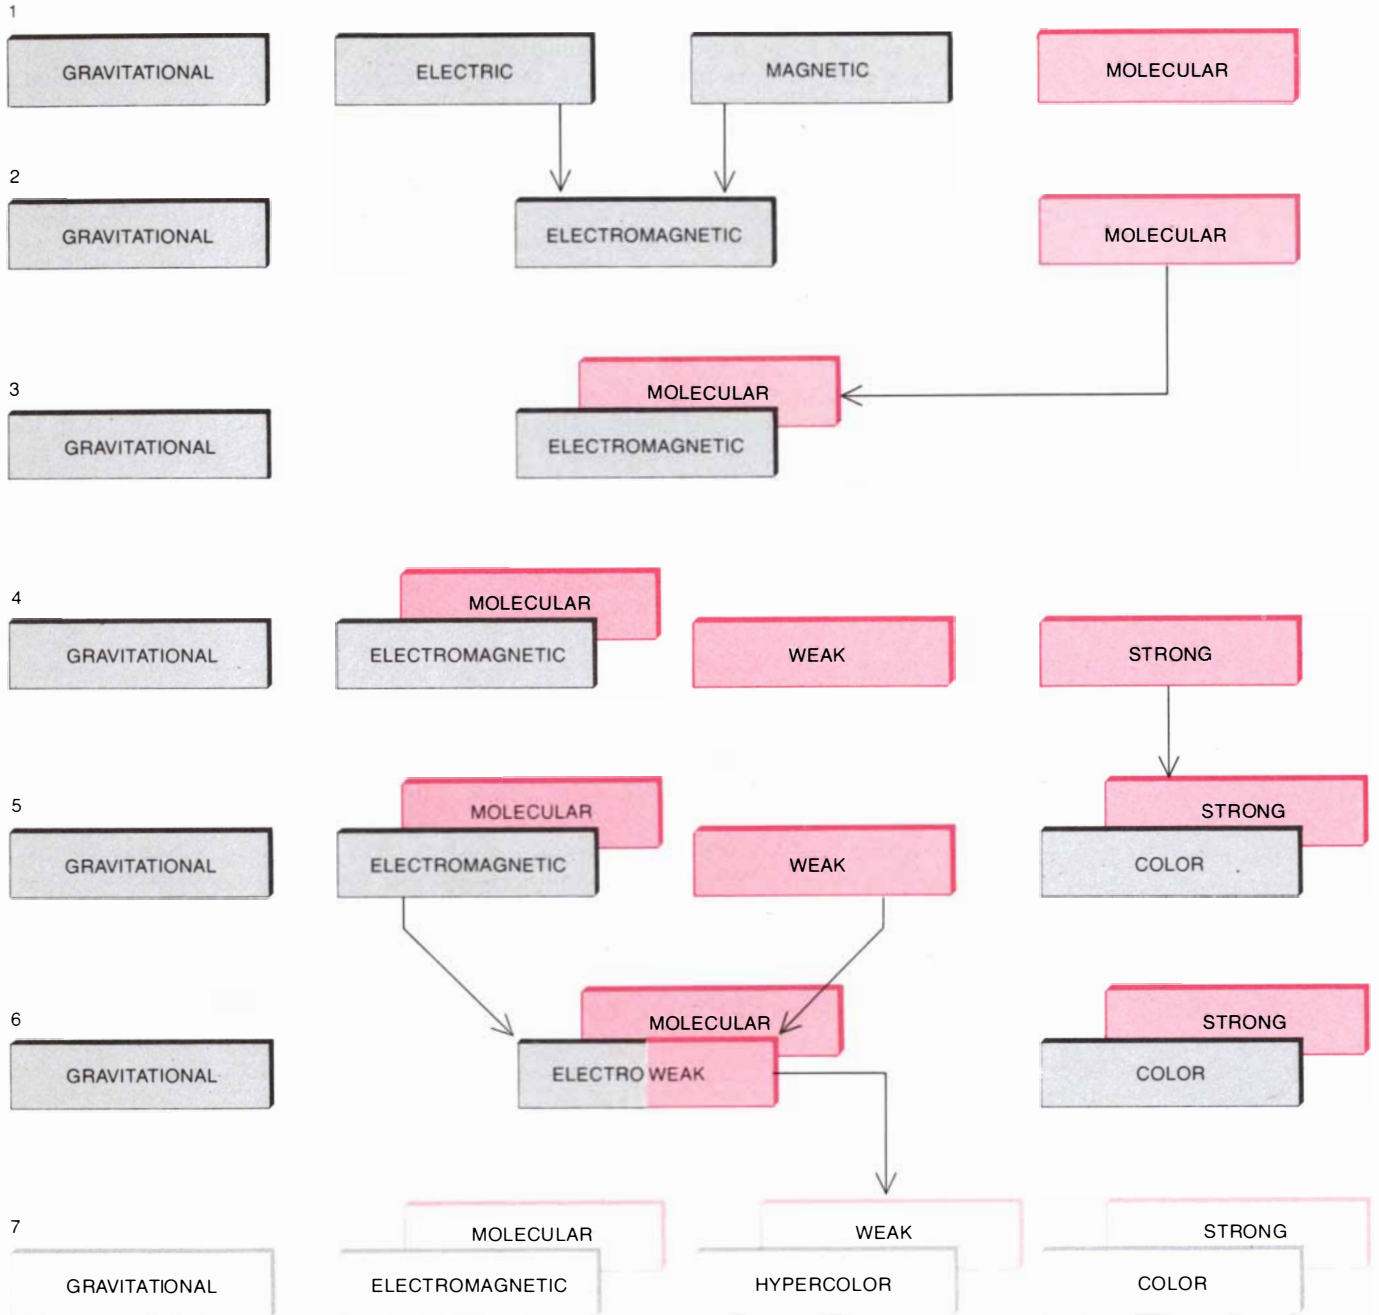 1
GRAVITATIONAL
ELECTRIC
MAGNETIC
MOLECULAR
2
GRAVITATIONAL
ELECTROMAGNETIC
MOLECULAR
3
MOLECULAR
GRAVITATIONAL
ELECTROMAGNETIC
4
MOLECULAR
GRAVITATIONAL
ELECTROMAGNETIC
WEAK
STRONG
5
MOLECULAR
STRONG
GRAVITATIONAL
ELECTROMAGNETIC
WEAK
COLOR
6
MOLECULAR
STRONG
GRAVITATIONAL
ELECTROWEAK
COLOR
7
MOLECULAR
WEAK
STRONG
GRAVITATIONAL
ELECTROMAGNETIC
HYPERCOLOR
COLOR